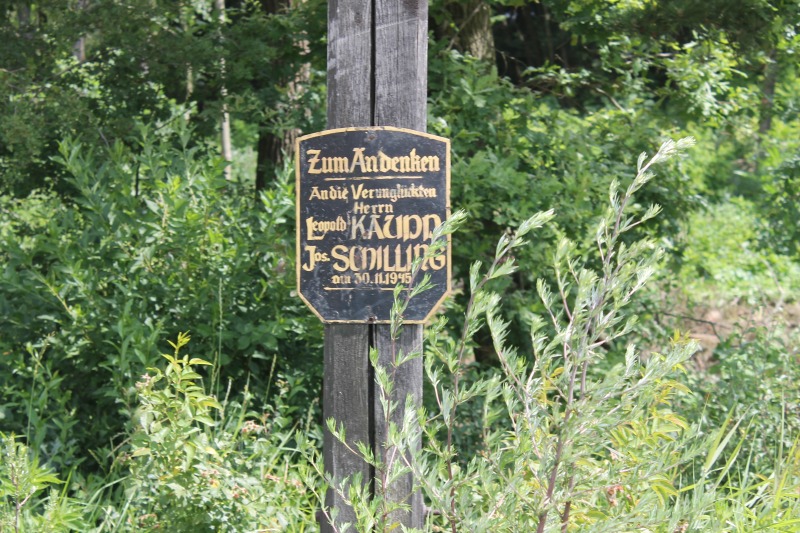 Zum Andenken
An die Verunglückten
Herrn
Leopold KAUPP
Jos. SCHILLING
am 30.11.1945